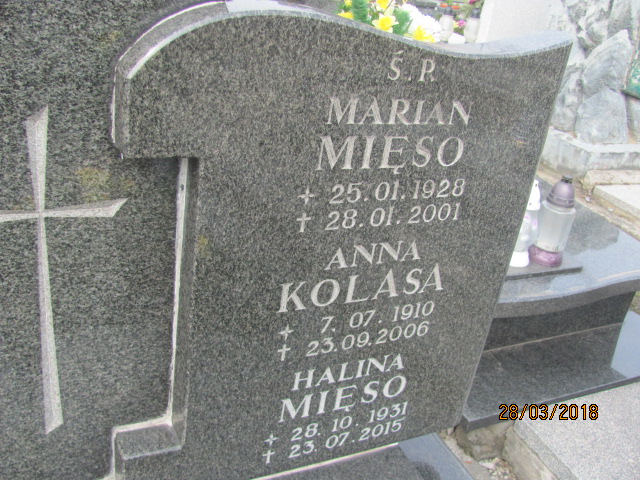 Ś.P.
MARIAN
MIĘSO
25.01.1928
28.01.2001
ANNA
KOLASA
7.07.1910
23.09.2006
HALINA
MIĘSO
28.10.1931
23.07.2015
28/03/2018